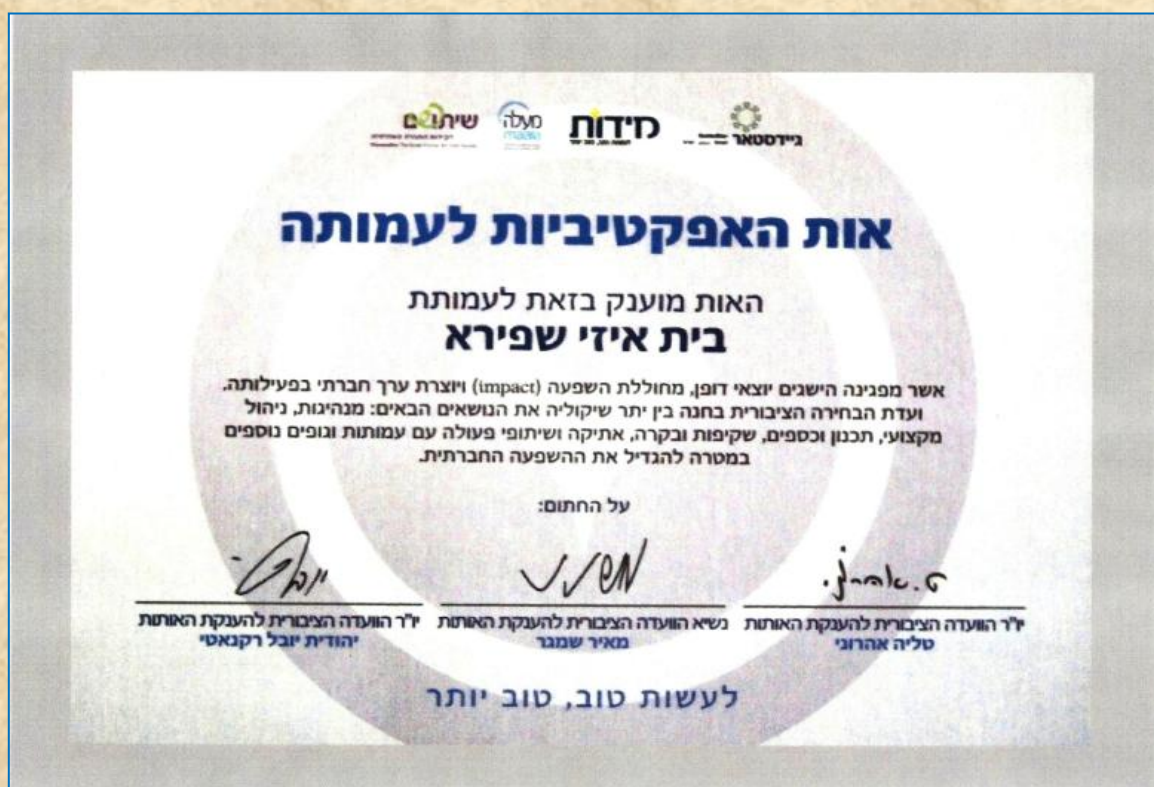 גיידסטאר
מידות
מעלה
maala
שיתופים
אות האפקטיביות לעמותה
האות מוענק בזאת לעמותת
בית איזי שפירא
אשר מפגינה הישגים יוצאי דופן, מחוללת השפעה (impact) ויוצרת ערך חברתי בפעילותה.
ועדת הבחירה הציבורית בחנה בין יתר שיקוליה את הנושאים הבאים: מנהיגות, ניהול
מקצועי, תכנון וכספים, שקיפות ובקרה, אתיקה ושיתופי פעולה עם עמותות וגופים נוספים
במטרה להגדיל את ההשפעה החברתית.
על החתום:
יו"ר הוועדה הציבורית להענקת האותות
טליה אהרוני
נשיא הוועדה הציבורית להענקת האותות
מאיר שמגר
יו"ר הוועדה הציבורית להענקת האותות
יהודית יובל רקנאטי
לעשות טוב, טוב יותר